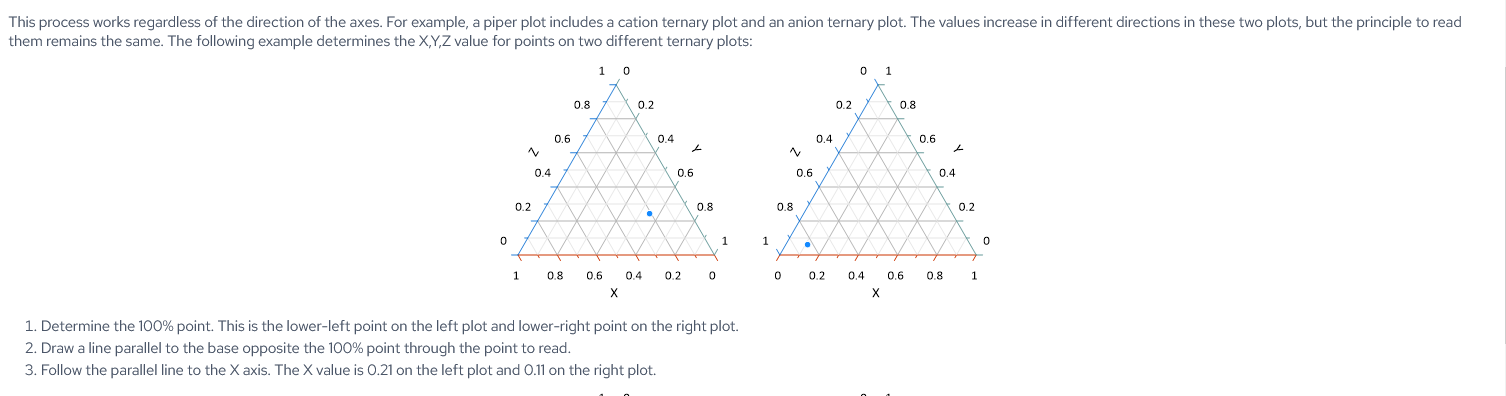 This process works regardless of the direction of the axes. For example, a piper plot includes a cation ternary plot and an anion ternary plot. The values increase in different directions in these two plots, but the principle to read
them remains the same. The following example determines the X,Y,Z value for points on two different ternary plots:
1 0 0 1
0.8 0.2 0.2 0.8
0.6 0.4 0.4 0.6
Z Y Z Y
0.4 0.6 0.6 0.4
0.2 0.8 0.8 0.2
0 1 1 0
1 0.8 0.6 0.4 0.2 0 0 0.2 0.4 0.6 0.8 1
X X
1. Determine the 100% point. This is the lower-left point on the left plot and lower-right point on the right plot.
2. Draw a line parallel to the base opposite the 100% point through the point to read.
3. Follow the parallel line to the X axis. The X value is 0.21 on the left plot and 0.11 on the right plot.